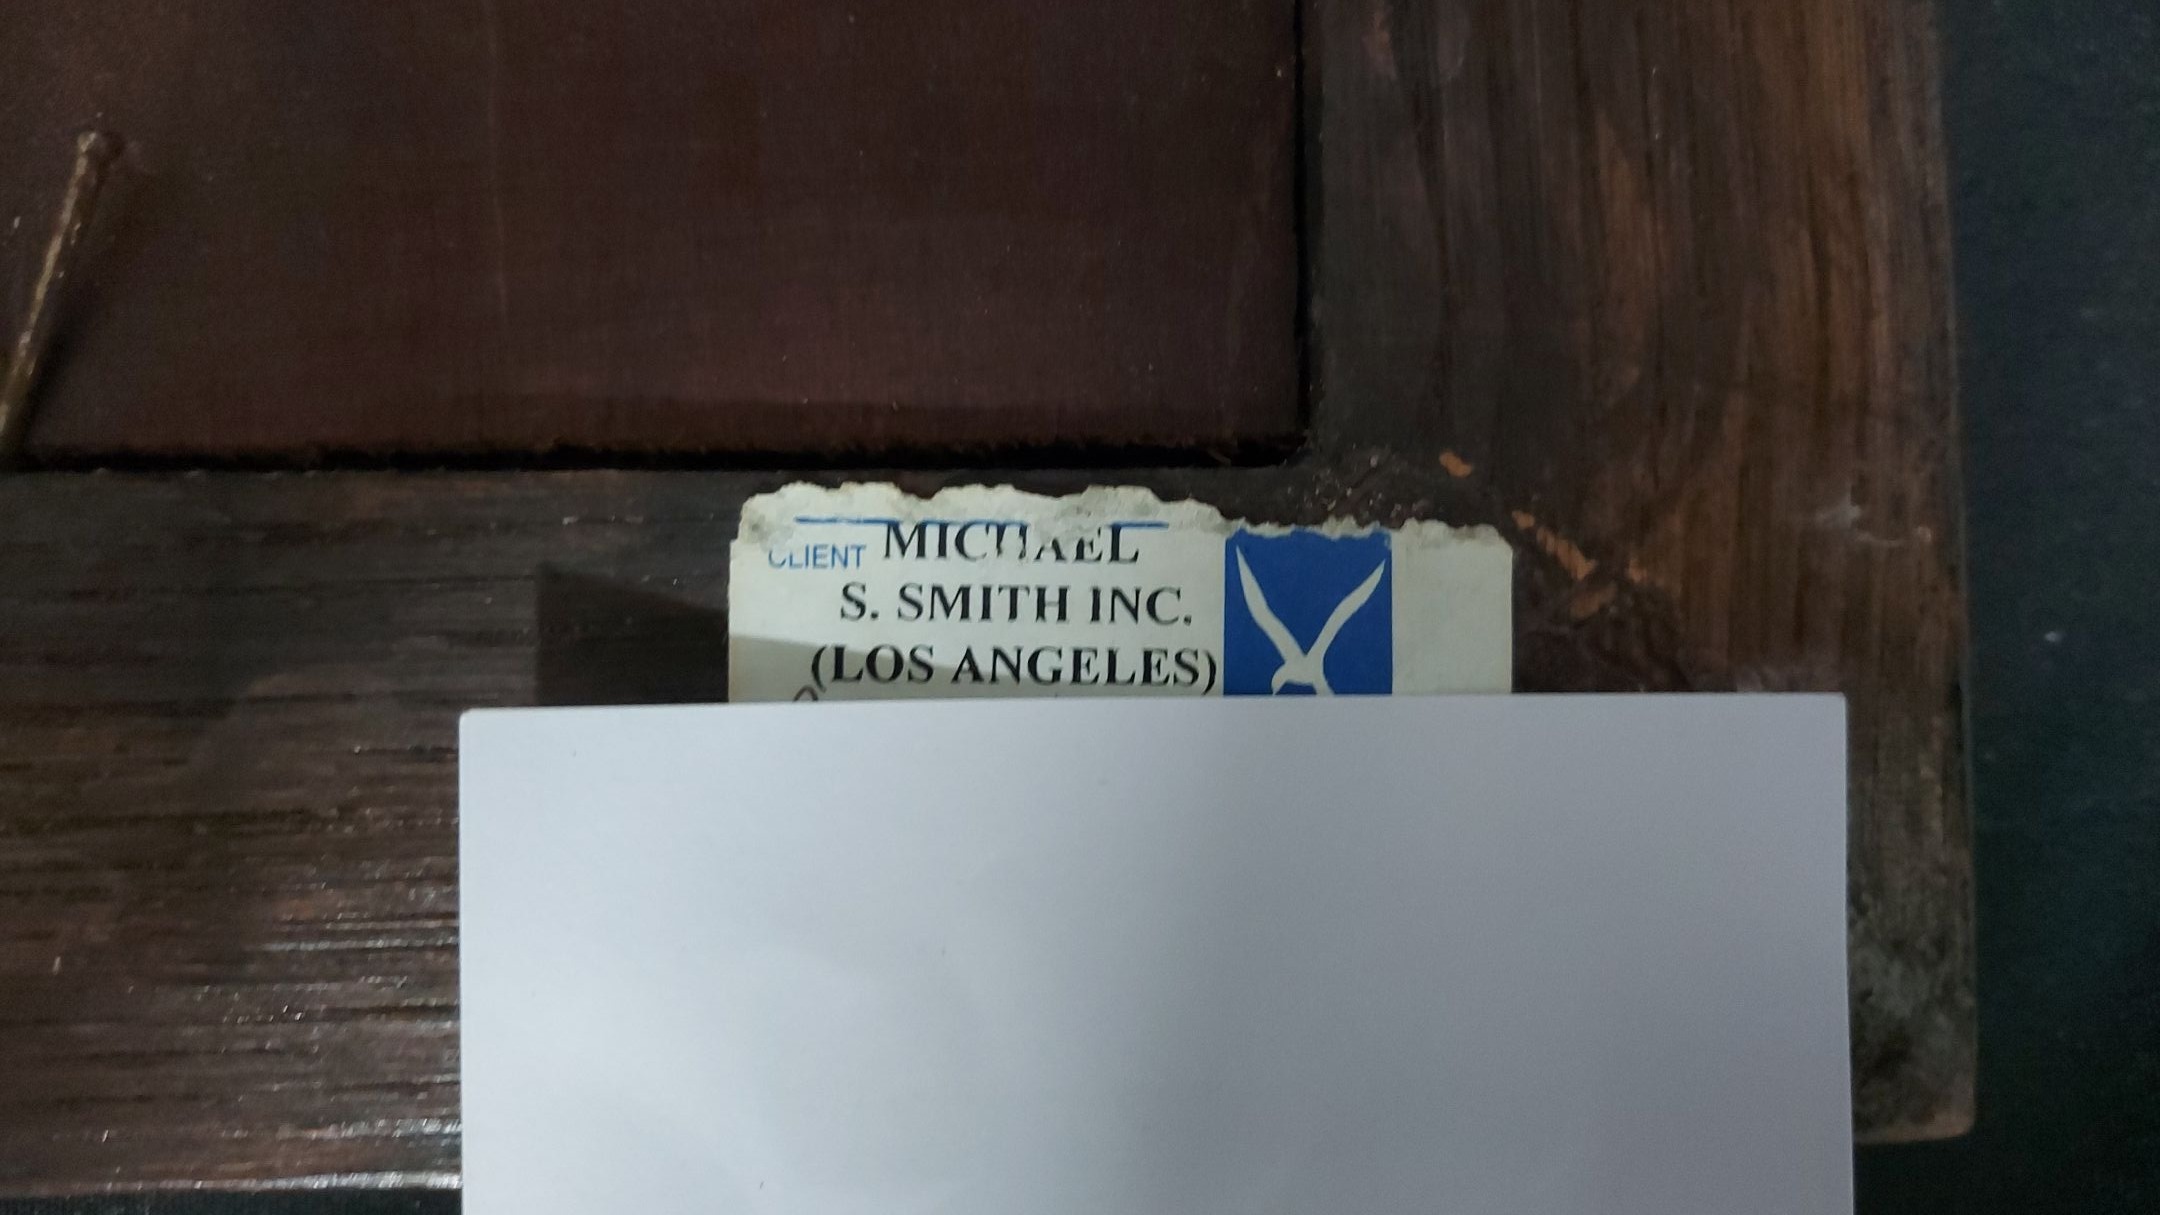 CLIENT MICHAEL
S. SMITH INC.
(LOS ANGELES)